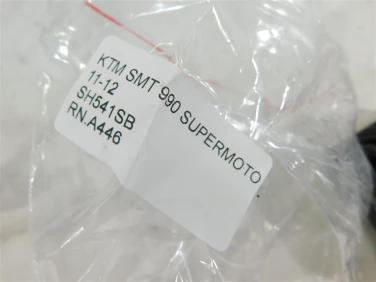 KTM SMT 990 SUPERMOTO
11-12
SH541SB
RN.A446